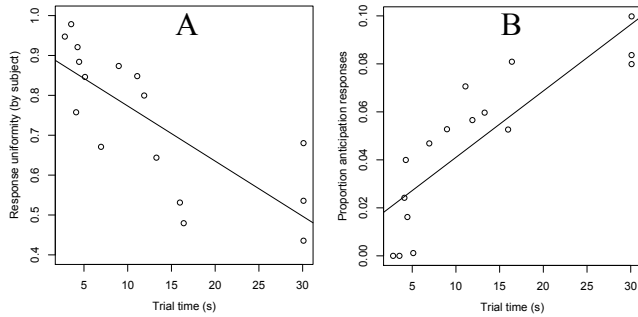 A
B
Response uniformity (by subject)
1.0
0.9
0.8
0.7
0.6
0.5
0.4
5 10 15 20 25 30
Trial time (s)
Proportion anticipation responses
0.10
0.08
0.06
0.04
0.02
0.00
5 10 15 20 25 30
Trial time (s)